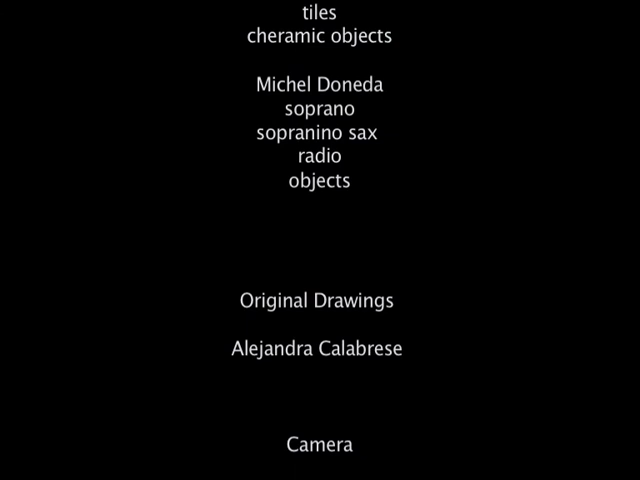 tiles
cheramic objects
Michel Doneda
soprano
sopranino sax
radio
objects
Original Drawings
Alejandra Calabrese
Camera